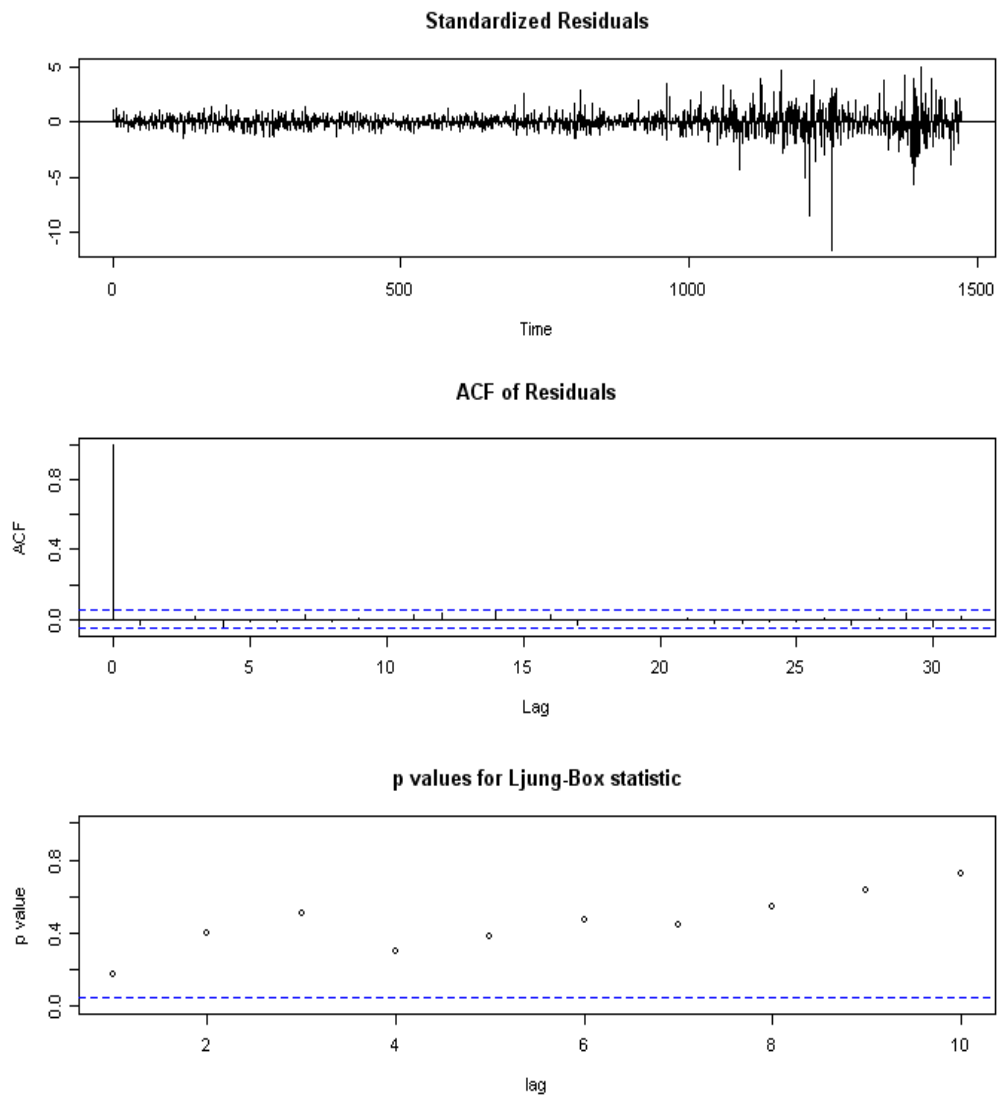 Standardized Residuals
5
0
-5
-10
0 500 1000 1500
Time
ACF of Residuals
ACF
0.8
0.4
0.0
0 5 10 15 20 25 30
Lag
p values for Ljung-Box statistic
p value
0.8
0.4
0.0
2 4 6 8 10
lag